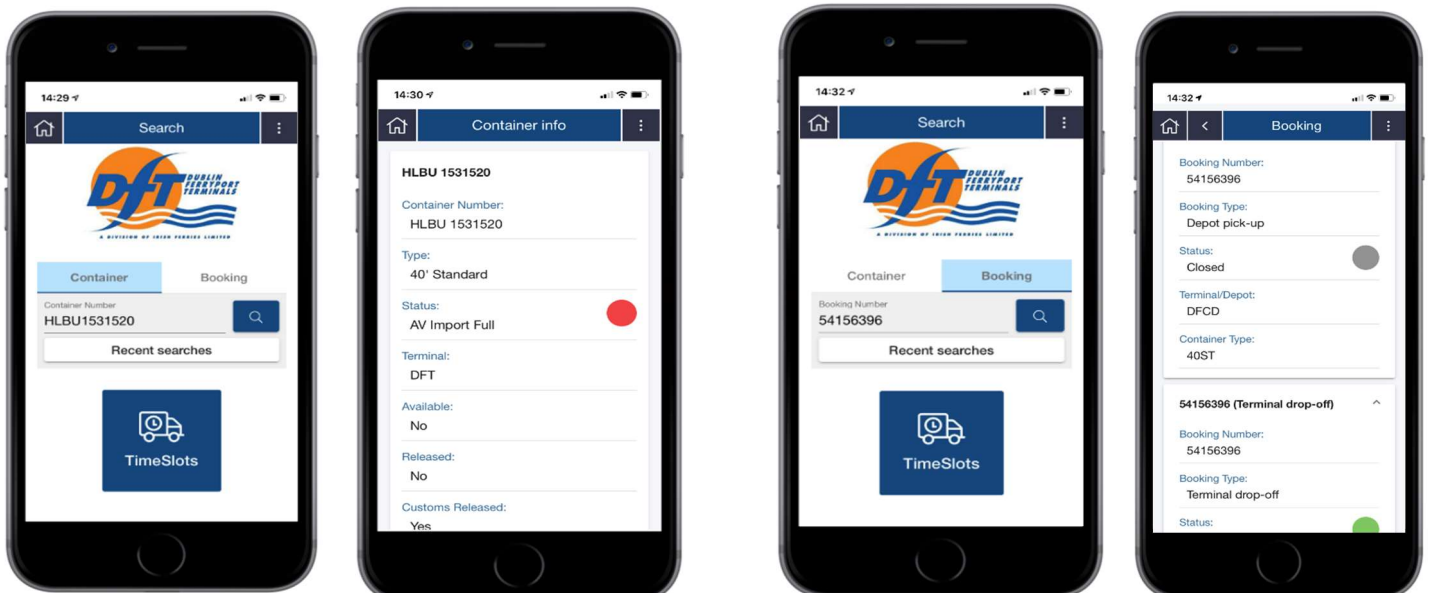 14:29
Search
DFT
DUBLIN
FERRYPORT
TERMINALS
A DIVISION OF IRISH FERRIES LIMITED
Container Booking
Container Number
HLBU1531520
Recent searches
TimeSlots
14:30
Container info
HLBU 1531520
Container Number:
HLBU 1531520
Type:
40' Standard
Status:
AV Import Full
Terminal:
DFT
Available:
No
Released:
No
Customs Released:
Yes
14:32
Search
DFT
DUBLIN
FERRYPORT
TERMINALS
A DIVISION OF IRISH FERRIES LIMITED
Container Booking
Booking Number
54156396
Recent searches
TimeSlots
14:32
Booking
Booking Number:
54156396
Booking Type:
Depot pick-up
Status:
Closed
Terminal/Depot:
DFCD
Container Type:
40ST
54156396 (Terminal drop-off)
Booking Number:
54156396
Booking Type:
Terminal drop-off
Status: